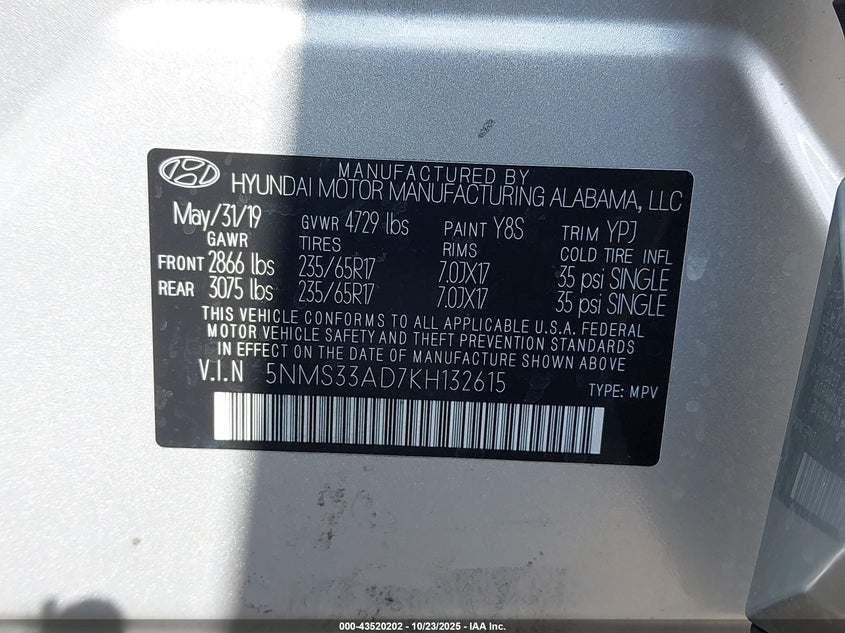 MANUFACTURED BY
HYUNDAI MOTOR MANUFACTURING ALABAMA, LLC
May/31/19 GVWR 4729 lbs PAINT Y8S TRIM YPJ
GAWR TIRES RIMS COLD TIRE INFL
FRONT 2866 lbs 235/65R17 7.0JX17 35 psi SINGLE
REAR 3075 lbs 235/65R17 7.0JX17 35 psi SINGLE
THIS VEHICLE CONFORMS TO ALL APPLICABLE U.S.A. FEDERAL
MOTOR VEHICLE SAFETY AND THEFT PREVENTION STANDARDS
IN EFFECT ON THE DATE OF MANUFACTURE SHOWN ABOVE
V.I.N 5NMS33AD7KH132615 TYPE: MPV
000-43520202 - 10/23/2025 - IAA Inc.